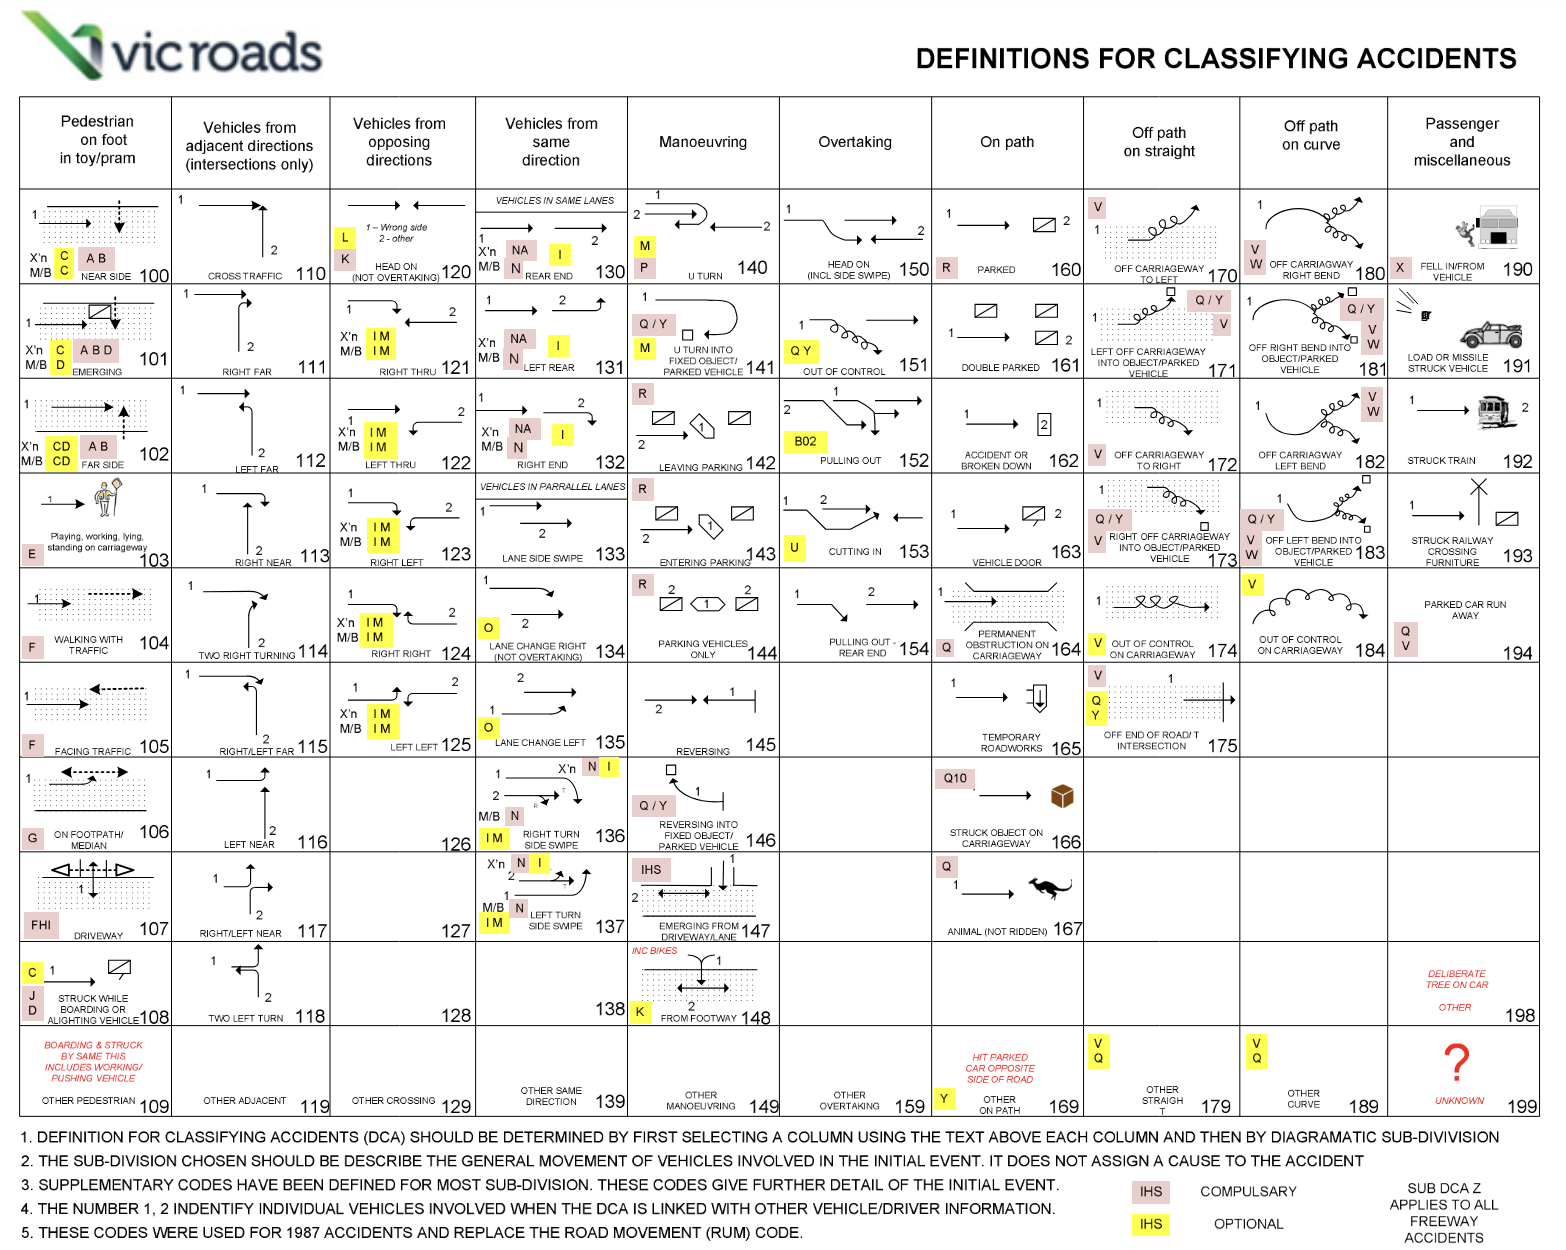 vic roads
DEFINITIONS FOR CLASSIFYING ACCIDENTS
Pedestrian
on foot
in toy/pram
Vehicles from
adjacent directions
(intersections only)
Vehicles from
opposing
directions
Vehicles from
same
direction
Manoeuvring
Overtaking
On path
Off path
on straight
Off path
on curve
Passenger
and
miscellaneous
1
X'n C A B
M/B C NEAR SIDE 100
1
2
CROSS TRAFFIC 110
1 – Wrong side
2 - other
L
K
HEAD ON
(NOT OVERTAKING) 120
VEHICLES IN SAME LANES
1 2
X'n NA I
M/B N REAR END 130
1
2 2
M
P
U TURN 140
1
2
HEAD ON
(INCL SIDE SWIPE) 150
1 2
R PARKED 160
V
1
OFF CARRIAGEWAY
TO LEFT 170
1
V
W OFF CARRIAGWAY
RIGHT BEND 180
X FELL IN/FROM
VEHICLE 190
1
X'n C A B D
M/B D EMERGING 101
1
2
RIGHT FAR 111
1
2
X'n I M
M/B I M
RIGHT THRU 121
1 2
X'n NA I
M/B N LEFT REAR 131
1
Q / Y
M
U TURN INTO
FIXED OBJECT/
PARKED VEHICLE 141
1
Q Y
OUT OF CONTROL 151
1 2
DOUBLE PARKED 161
Q / Y
V
1
LEFT OFF CARRIAGEWAY
INTO OBJECT/PARKED
VEHICLE 171
1
Q / Y
V
W
OFF RIGHT BEND INTO
OBJECT/PARKED
VEHICLE 181
LOAD OR MISSILE
STRUCK VEHICLE 191
1
X'n CD A B
M/B CD FAR SIDE 102
1
2
LEFT FAR 112
1
2
X'n I M
M/B I M
LEFT THRU 122
1 2
X'n NA I
M/B N
RIGHT END 132
R
1
2
LEAVING PARKING 142
1
2
B02
PULLING OUT 152
1 2
ACCIDENT OR
BROKEN DOWN 162
1
V OFF CARRIAGEWAY
TO RIGHT 172
V
W
1
OFF CARRIAGWAY
LEFT BEND 182
1 2
STRUCK TRAIN 192
1
Playing, working, lying,
standing on carriageway
E 103
1
2
RIGHT NEAR 113
1
2
X'n I M
M/B I M
RIGHT LEFT 123
VEHICLES IN PARRALLEL LANES
1
2
LANE SIDE SWIPE 133
R
1
2
ENTERING PARKING 143
1 2
U CUTTING IN 153
1 2
VEHICLE DOOR 163
1
Q / Y
V
RIGHT OFF CARRIAGEWAY
INTO OBJECT/PARKED
VEHICLE 173
1
Q / Y
V
W
OFF LEFT BEND INTO
OBJECT/PARKED
VEHICLE 183
1
STRUCK RAILWAY
CROSSING
FURNITURE 193
1
F WALKING WITH
TRAFFIC 104
1
2
TWO RIGHT TURNING 114
1
2
X'n I M
M/B I M
RIGHT RIGHT 124
1
2
O
LANE CHANGE RIGHT
(NOT OVERTAKING) 134
R
2 1 2
PARKING VEHICLES
ONLY 144
1 2
PULLING OUT -
REAR END 154
1
Q
PERMANENT
OBSTRUCTION ON
CARRIAGEWAY 164
1
V OUT OF CONTROL
ON CARRIAGEWAY 174
V
OUT OF CONTROL
ON CARRIAGEWAY 184
PARKED CAR RUN
AWAY
Q
V 194
1
F FACING TRAFFIC 105
1
2
RIGHT/LEFT FAR 115
1
2
X'n I M
M/B I M
LEFT LEFT 125
2
1
O
LANE CHANGE LEFT 135
1
2
REVERSING 145
1
TEMPORARY
ROADWORKS 165
V
1
Q
Y
OFF END OF ROAD/ T
INTERSECTION 175
1
G ON FOOTPATH/
MEDIAN 106
1
2
LEFT NEAR 116
126
X'n N I
1
2
M/B N
I M RIGHT TURN
SIDE SWIPE 136
1
Q / Y
REVERSING INTO
FIXED OBJECT/
PARKED VEHICLE 146
Q10
STRUCK OBJECT ON
CARRIAGEWAY 166
1
FHI DRIVEWAY 107
1
2
RIGHT/LEFT NEAR 117
127
X'n N I
2
1
M/B N
I M LEFT TURN
SIDE SWIPE 137
IHS 1
2
EMERGING FROM
DRIVEWAY/LANE 147
Q
1
ANIMAL (NOT RIDDEN) 167
C 1
J
D
STRUCK WHILE
BOARDING OR
ALIGHTING VEHICLE 108
1
2
TWO LEFT TURN 118
128
138
INC BIKES
1
2
K FROM FOOTWAY 148
DELIBERATE
TREE ON CAR
OTHER
198
BOARDING & STRUCK
BY SAME THIS
INCLUDES WORKING/
PUSHING VEHICLE
OTHER PEDESTRIAN 109
OTHER ADJACENT 119
OTHER CROSSING 129
OTHER SAME
DIRECTION 139
OTHER
MANOEUVRING 149
OTHER
OVERTAKING 159
HIT PARKED
CAR OPPOSITE
SIDE OF ROAD
Y OTHER
ON PATH 169
V
Q
OTHER
STRAIGH
T 179
V
Q
OTHER
CURVE 189
?
UNKNOWN 199
1. DEFINITION FOR CLASSIFYING ACCIDENTS (DCA) SHOULD BE DETERMINED BY FIRST SELECTING A COLUMN USING THE TEXT ABOVE EACH COLUMN AND THEN BY DIAGRAMATIC SUB-DIVIVISION
2. THE SUB-DIVISION CHOSEN SHOULD BE DESCRIBE THE GENERAL MOVEMENT OF VEHICLES INVOLVED IN THE INITIAL EVENT. IT DOES NOT ASSIGN A CAUSE TO THE ACCIDENT
3. SUPPLEMENTARY CODES HAVE BEEN DEFINED FOR MOST SUB-DIVISION. THESE CODES GIVE FURTHER DETAIL OF THE INITIAL EVENT.
4. THE NUMBER 1, 2 INDENTIFY INDIVIDUAL VEHICLES INVOLVED WHEN THE DCA IS LINKED WITH OTHER VEHICLE/DRIVER INFORMATION.
5. THESE CODES WERE USED FOR 1987 ACCIDENTS AND REPLACE THE ROAD MOVEMENT (RUM) CODE.
IHS COMPULSARY
IHS OPTIONAL
SUB DCA Z
APPLIES TO ALL
FREEWAY
ACCIDENTS